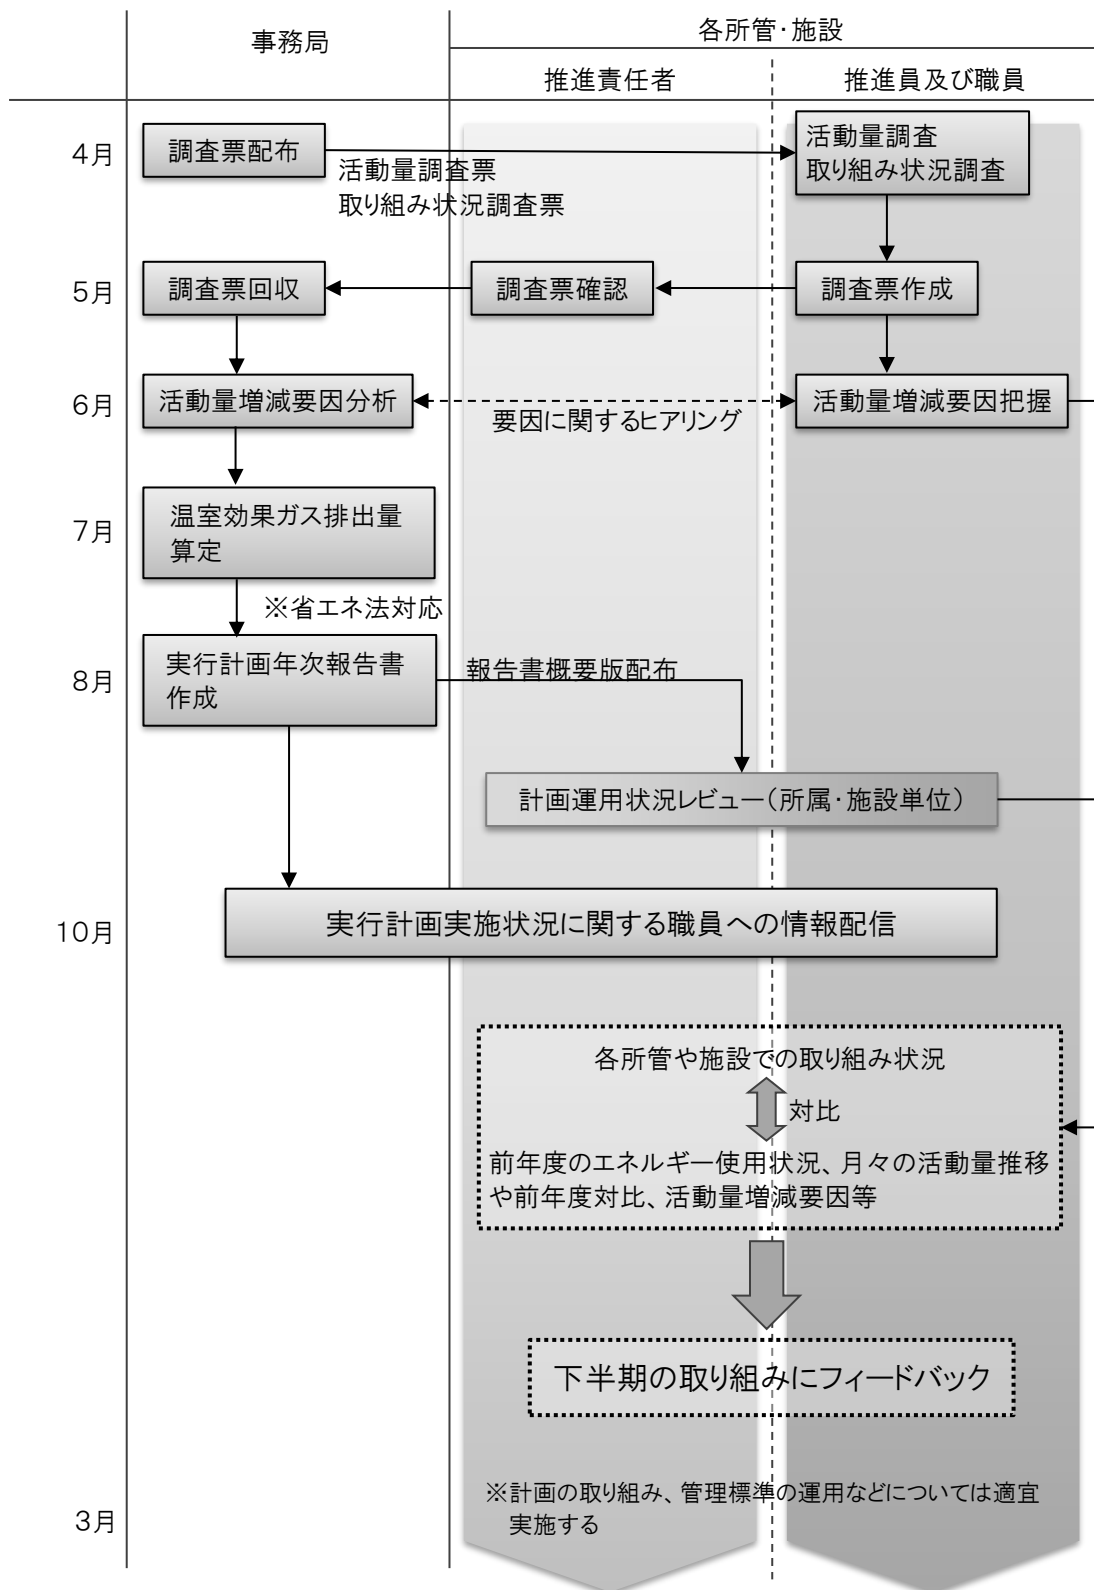 事務局
各所管・施設
推進責任者
推進員及び職員
4月
調査票配布
活動量調査票
取り組み状況調査票
活動量調査
取り組み状況調査
5月
調査票回収
調査票確認
調査票作成
6月
活動量増減要因分析
要因に関するヒアリング
活動量増減要因把握
7月
温室効果ガス排出量
算定
※省エネ法対応
8月
実行計画年次報告書
作成
報告書概要版配布
計画運用状況レビュー(所属・施設単位)
10月
実行計画実施状況に関する職員への情報配信
各所管や施設での取り組み状況
対比
前年度のエネルギー使用状況、月々の活動量推移
や前年度対比、活動量増減要因等
下半期の取り組みにフィードバック
※計画の取り組み、管理標準の運用などについては適宜
実施する
3月